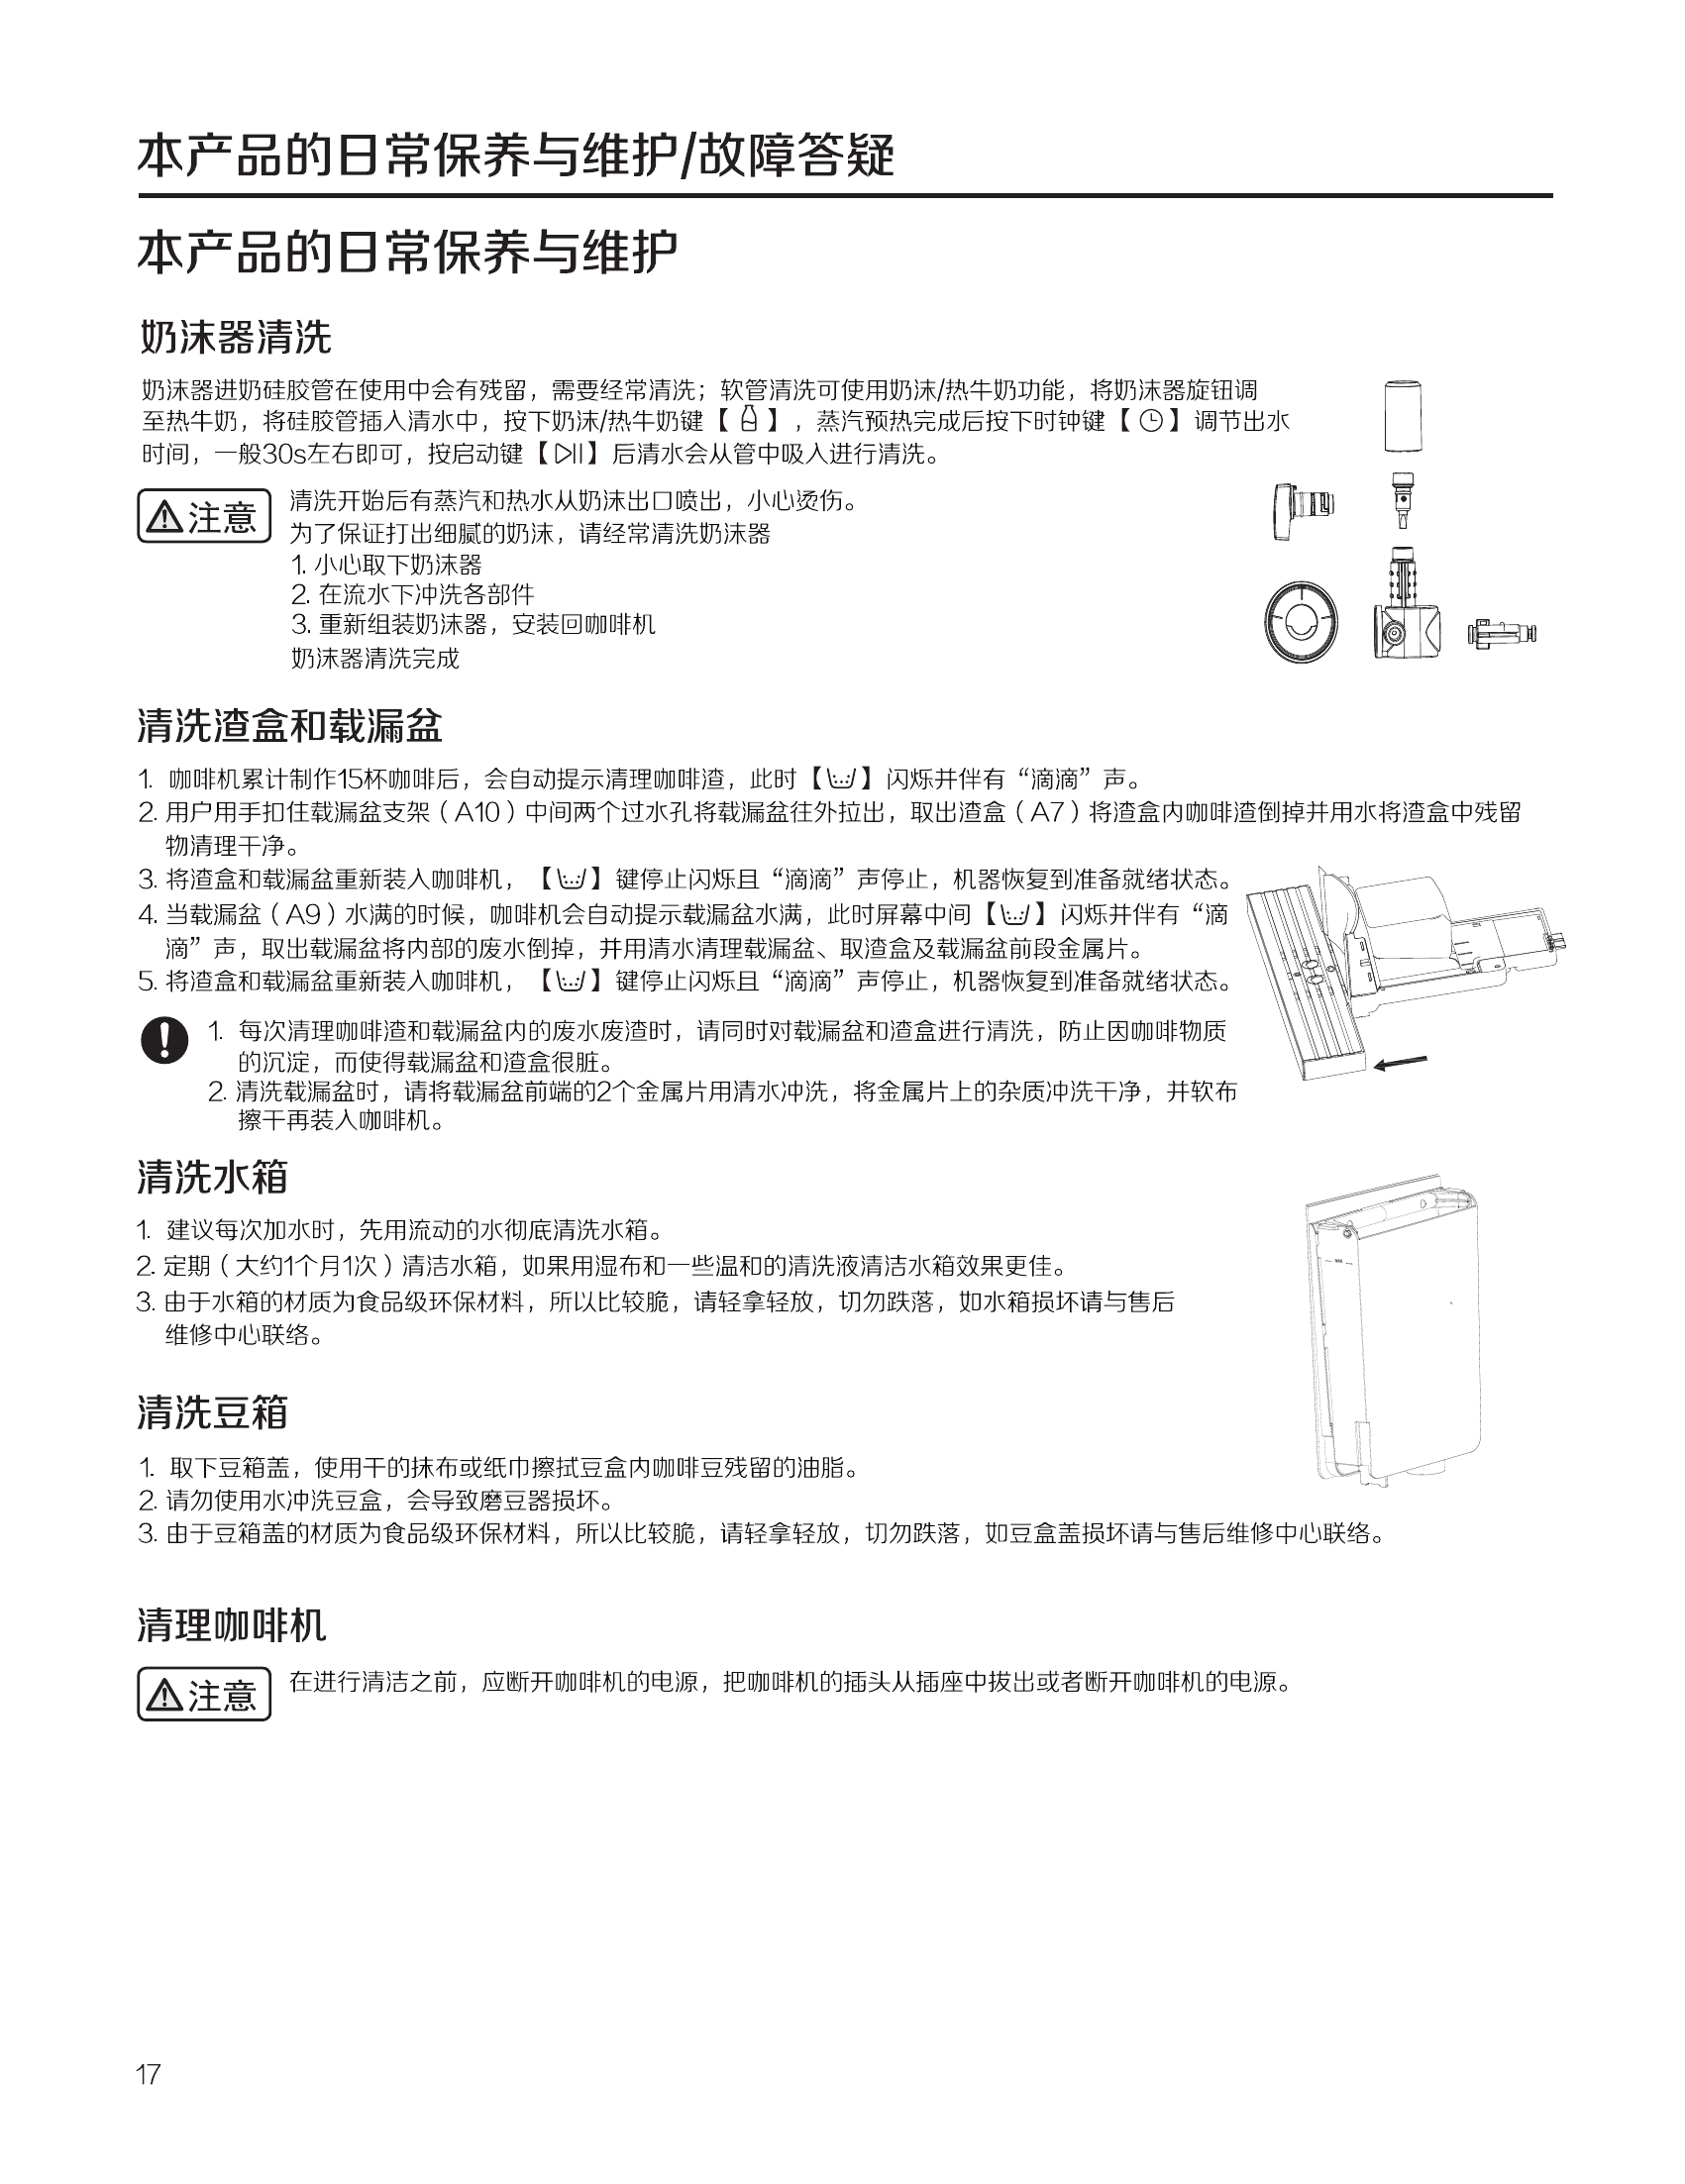 本产品的日常保养与维护/故障答疑
本产品的日常保养与维护
奶沫器清洗
奶沫器进奶硅胶管在使用中会有残留，需要经常清洗；软管清洗可使用奶沫/热牛奶功能，将奶沫器旋钮调
至热牛奶，将硅胶管插入清水中，按下奶沫/热牛奶键【 】，蒸汽预热完成后按下时钟键【 】调节出水
时间，一般30s左右即可，按启动键【 】后清水会从管中吸入进行清洗。
注意
清洗开始后有蒸汽和热水从奶沫出口喷出，小心烫伤。
为了保证打出细腻的奶沫，请经常清洗奶沫器
1. 小心取下奶沫器
2. 在流水下冲洗各部件
3. 重新组装奶沫器，安装回咖啡机
奶沫器清洗完成
清洗渣盒和载漏盆
1. 咖啡机累计制作15杯咖啡后，会自动提示清理咖啡渣，此时【 】闪烁并伴有“滴滴”声。
2. 用户用手扣住载漏盆支架（A10）中间两个过水孔将载漏盆往外拉出，取出渣盒（A7）将渣盒内咖啡渣倒掉并用水将渣盒中残留
物清理干净。
3. 将渣盒和载漏盆重新装入咖啡机，【 】键停止闪烁且“滴滴”声停止，机器恢复到准备就绪状态。
4. 当载漏盆（A9）水满的时候，咖啡机会自动提示载漏盆水满，此时屏幕中间【 】闪烁并伴有“滴
滴”声，取出载漏盆将内部的废水倒掉，并用清水清理载漏盆、取渣盒及载漏盆前段金属片。
5. 将渣盒和载漏盆重新装入咖啡机，【 】键停止闪烁且“滴滴”声停止，机器恢复到准备就绪状态。
1. 每次清理咖啡渣和载漏盆内的废水废渣时，请同时对载漏盆和渣盒进行清洗，防止因咖啡物质
的沉淀，而使得载漏盆和渣盒很脏。
2. 清洗载漏盆时，请将载漏盆前端的2个金属片用清水冲洗，将金属片上的杂质冲洗干净，并软布
擦干再装入咖啡机。
清洗水箱
1. 建议每次加水时，先用流动的水彻底清洗水箱。
2. 定期（大约1个月1次）清洁水箱，如果用湿布和一些温和的清洗液清洁水箱效果更佳。
3. 由于水箱的材质为食品级环保材料，所以比较脆，请轻拿轻放，切勿跌落，如水箱损坏请与售后
维修中心联络。
清洗豆箱
1. 取下豆箱盖，使用干的抹布或纸巾擦拭豆盒内咖啡豆残留的油脂。
2. 请勿使用水冲洗豆盒，会导致磨豆器损坏。
3. 由于豆箱盖的材质为食品级环保材料，所以比较脆，请轻拿轻放，切勿跌落，如豆盒盖损坏请与售后维修中心联络。
清理咖啡机
注意
在进行清洁之前，应断开咖啡机的电源，把咖啡机的插头从插座中拔出或者断开咖啡机的电源。
17